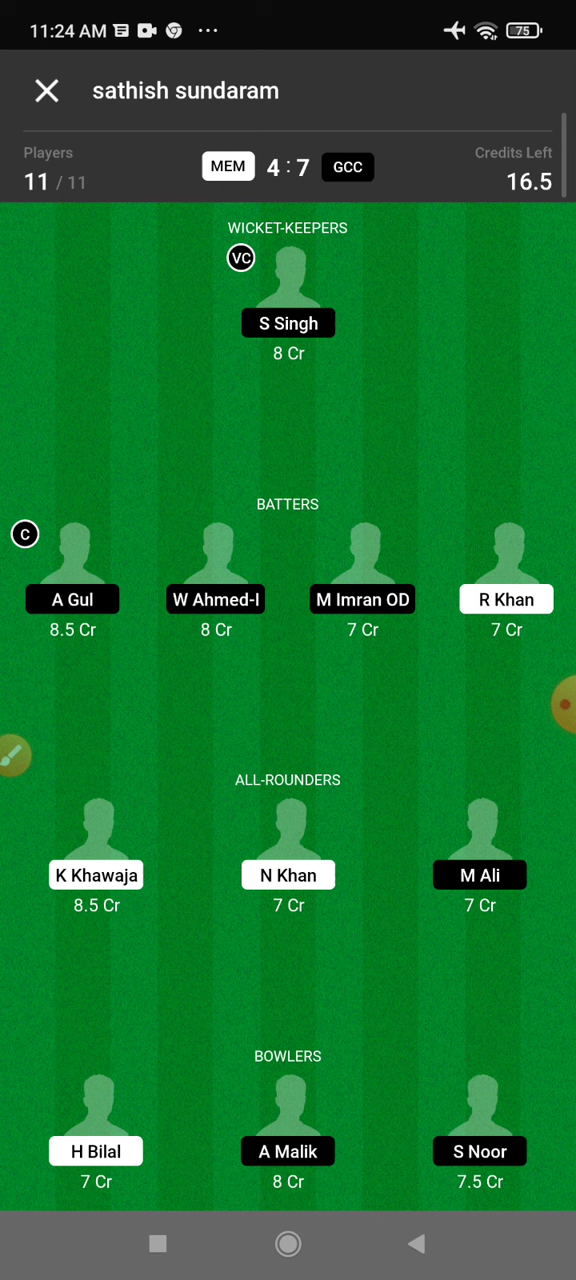 11:24 AM ... 75
sathish sundaram
Players
11 / 11
MEM 4 : 7 GCC
Credits Left
16.5
WICKET-KEEPERS
VC
S Singh
8 Cr
BATTERS
C
A Gul W Ahmed-I M Imran OD R Khan
8.5 Cr 8 Cr 7 Cr 7 Cr
ALL-ROUNDERS
K Khawaja N Khan M Ali
8.5 Cr 7 Cr 7 Cr
BOWLERS
H Bilal A Malik S Noor
7 Cr 8 Cr 7.5 Cr